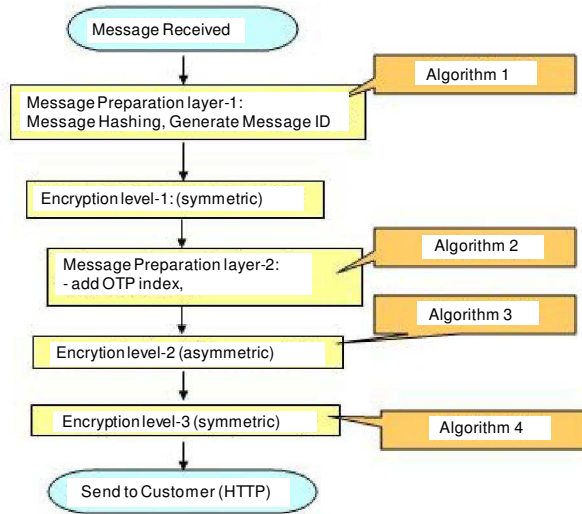 Message Received
Algorithm 1
Message Preparation layer-1:
Message Hashing, Generate Message ID
Encryption level-1: (symmetric)
Algorithm 2
Message Preparation layer-2:
- add OTP index,
Algorithm 3
Encrytion level-2 (asymmetric)
Encryption level-3 (symmetric)
Algorithm 4
Send to Customer (HTTP)